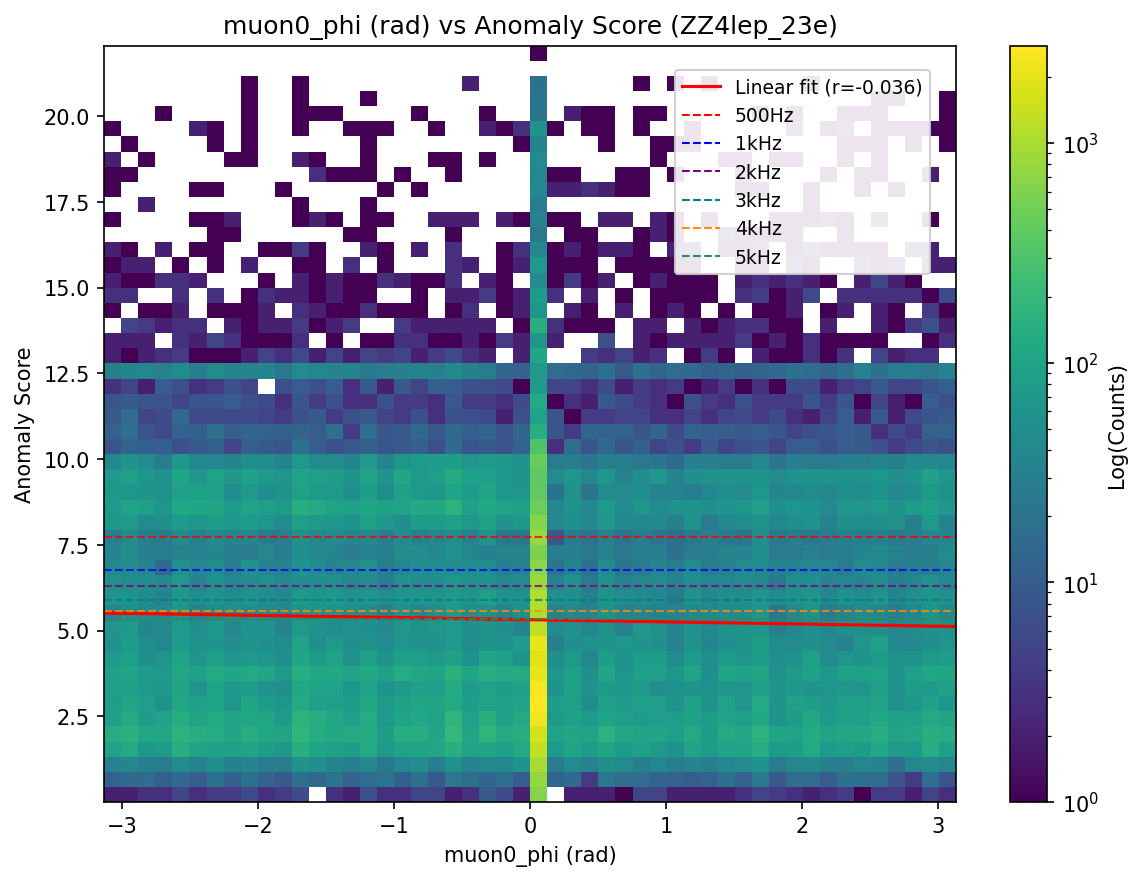 muon0_phi (rad) vs Anomaly Score (ZZ4lep_23e)
Linear fit (r=-0.036)
500Hz
1kHz
2kHz
3kHz
4kHz
5kHz
Anomaly Score
20.0
17.5
15.0
12.5
10.0
7.5
5.0
2.5
−3
−2
−1
0
1
2
3
muon0_phi (rad)
10³
10²
10¹
10⁰
Log(Counts)